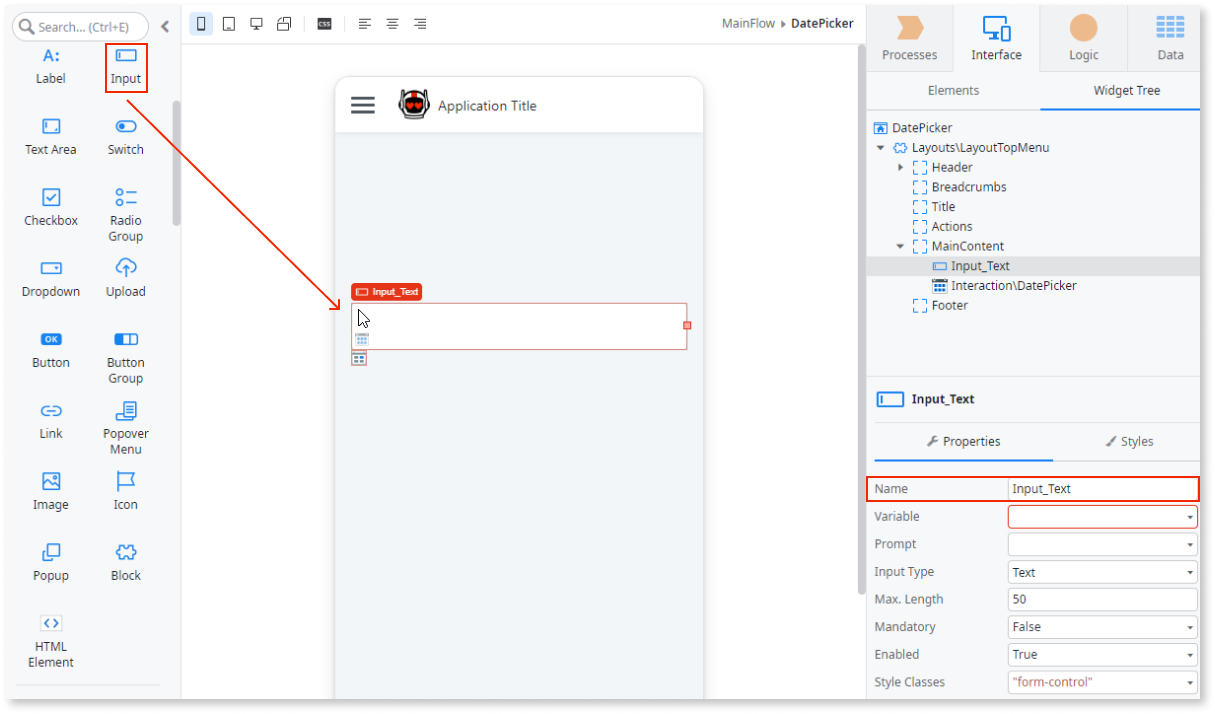 Search... (Ctrl+E)
A:
Label
Input
Text Area
Switch
Checkbox
Radio
Group
Dropdown
Upload
OK
Button
Button
Group
Link
Popover
Menu
Image
Icon
Popup
Block
HTML
Element
CSS
MainFlow
DatePicker
Application Title
Input_Text
Processes
Interface
Logic
Data
Elements
Widget Tree
DatePicker
Layouts\LayoutTopMenu
Header
Breadcrumbs
Title
Actions
MainContent
Input_Text
Interaction\DatePicker
Footer
Input_Text
Properties
Styles
Name Input_Text
Variable
Prompt
Input Type Text
Max. Length 50
Mandatory False
Enabled True
Style Classes "form-control"